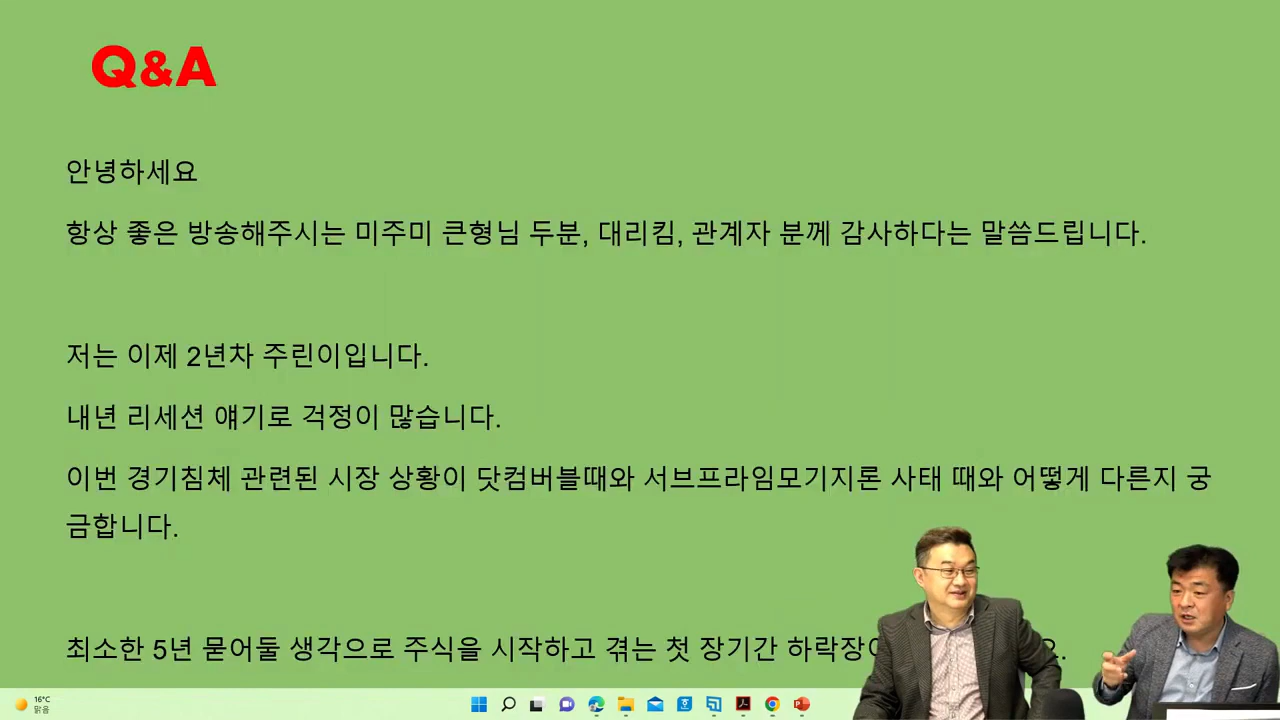 Q&A
안녕하세요
항상 좋은 방송해주시는 미주미 큰형님 두분, 대리킴, 관계자 분께 감사하다는 말씀드립니다.
저는 이제 2년차 주린이입니다.
내년 리세션 얘기로 걱정이 많습니다.
이번 경기침체 관련된 시장 상황이 닷컴버블때와 서브프라임모기지론 사태 때와 어떻게 다른지 궁
금합니다.
최소한 5년 묻어둘 생각으로 주식을 시작하고 겪는 첫 장기간
16°C
맑음